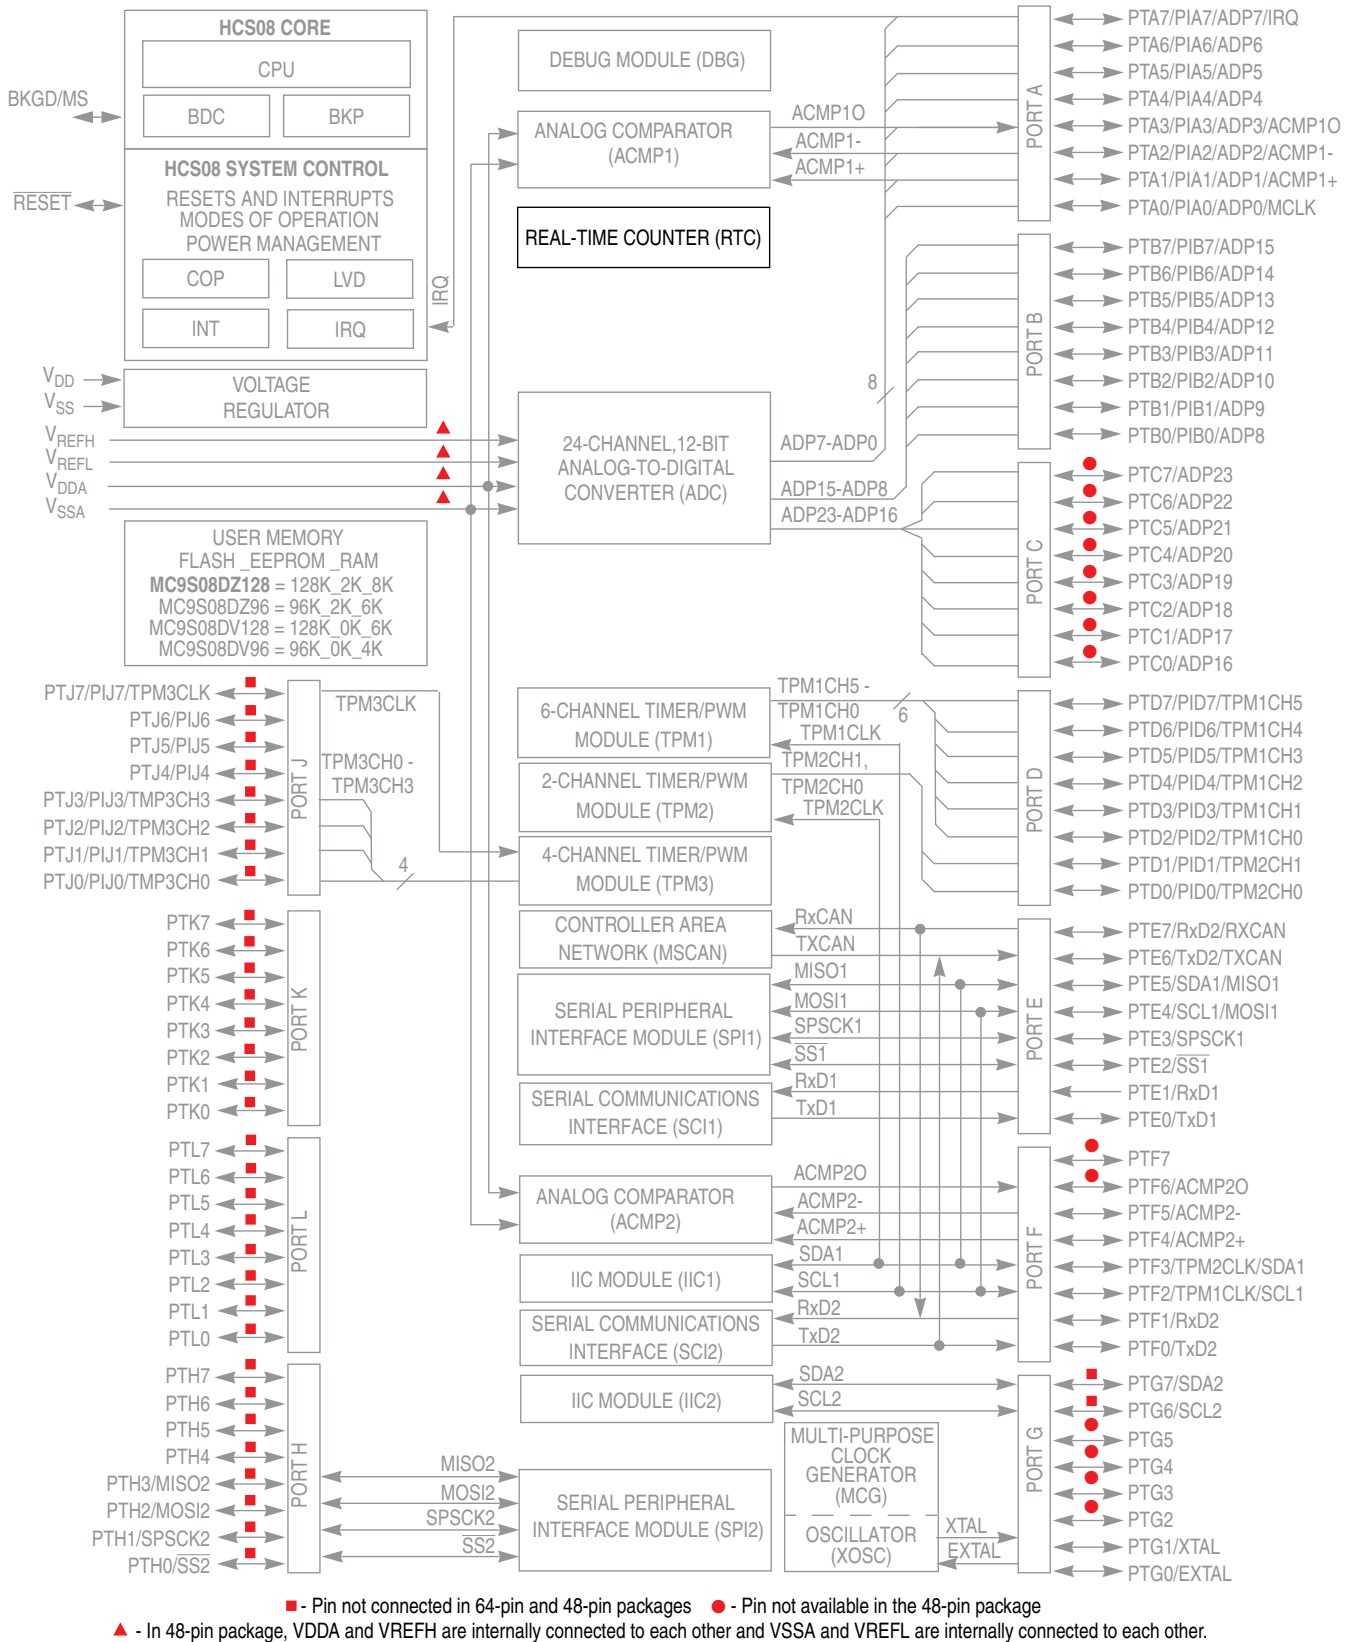 HCS08 CORE
CPU
BDC
BKP
BKGD/MS
HCS08 SYSTEM CONTROL
RESETS AND INTERRUPTS
MODES OF OPERATION
POWER MANAGEMENT
COP
LVD
INT
IRQ
RESET
IRQ
VDD
VSS
VOLTAGE
REGULATOR
VREFH
VREFL
VDDA
VSSA
USER MEMORY
FLASH _EEPROM _RAM
MC9S08DZ128 = 128K_2K_8K
MC9S08DZ96 = 96K_2K_6K
MC9S08DV128 = 128K_0K_6K
MC9S08DV96 = 96K_0K_4K
DEBUG MODULE (DBG)
ANALOG COMPARATOR
(ACMP1)
ACMP1O
ACMP1-
ACMP1+
REAL-TIME COUNTER (RTC)
24-CHANNEL,12-BIT
ANALOG-TO-DIGITAL
CONVERTER (ADC)
8
ADP7-ADP0
ADP15-ADP8
ADP23-ADP16
PORT A
PTA7/PIA7/ADP7/IRQ
PTA6/PIA6/ADP6
PTA5/PIA5/ADP5
PTA4/PIA4/ADP4
PTA3/PIA3/ADP3/ACMP1O
PTA2/PIA2/ADP2/ACMP1-
PTA1/PIA1/ADP1/ACMP1+
PTA0/PIA0/ADP0/MCLK
PORT B
PTB7/PIB7/ADP15
PTB6/PIB6/ADP14
PTB5/PIB5/ADP13
PTB4/PIB4/ADP12
PTB3/PIB3/ADP11
PTB2/PIB2/ADP10
PTB1/PIB1/ADP9
PTB0/PIB0/ADP8
PORT C
PTC7/ADP23
PTC6/ADP22
PTC5/ADP21
PTC4/ADP20
PTC3/ADP19
PTC2/ADP18
PTC1/ADP17
PTC0/ADP16
PTJ7/PIJ7/TPM3CLK
PTJ6/PIJ6
PTJ5/PIJ5
PTJ4/PIJ4
PTJ3/PIJ3/TMP3CH3
PTJ2/PIJ2/TPM3CH2
PTJ1/PIJ1/TPM3CH1
PTJ0/PIJ0/TMP3CH0
PORT J
TPM3CLK
TPM3CH0 -
TPM3CH3
4
6-CHANNEL TIMER/PWM
MODULE (TPM1)
TPM1CH5 -
TPM1CH0
6
TPM1CLK
2-CHANNEL TIMER/PWM
MODULE (TPM2)
TPM2CH1,
TPM2CH0
TPM2CLK
4-CHANNEL TIMER/PWM
MODULE (TPM3)
PORT D
PTD7/PID7/TPM1CH5
PTD6/PID6/TPM1CH4
PTD5/PID5/TPM1CH3
PTD4/PID4/TPM1CH2
PTD3/PID3/TPM1CH1
PTD2/PID2/TPM1CH0
PTD1/PID1/TPM2CH1
PTD0/PID0/TPM2CH0
PTK7
PTK6
PTK5
PTK4
PTK3
PTK2
PTK1
PTK0
PORT K
CONTROLLER AREA
NETWORK (MSCAN)
RxCAN
TXCAN
SERIAL PERIPHERAL
INTERFACE MODULE (SPI1)
MISO1
MOSI1
SPSCK1
SS1
SERIAL COMMUNICATIONS
INTERFACE (SCI1)
RxD1
TxD1
PORT E
PTE7/RxD2/RXCAN
PTE6/TxD2/TXCAN
PTE5/SDA1/MISO1
PTE4/SCL1/MOSI1
PTE3/SPSCK1
PTE2/SS1
PTE1/RxD1
PTE0/TxD1
PTL7
PTL6
PTL5
PTL4
PTL3
PTL2
PTL1
PTL0
PORT L
ANALOG COMPARATOR
(ACMP2)
ACMP2O
ACMP2-
ACMP2+
IIC MODULE (IIC1)
SDA1
SCL1
SERIAL COMMUNICATIONS
INTERFACE (SCI2)
RxD2
TxD2
PORT F
PTF7
PTF6/ACMP2O
PTF5/ACMP2-
PTF4/ACMP2+
PTF3/TPM2CLK/SDA1
PTF2/TPM1CLK/SCL1
PTF1/RxD2
PTF0/TxD2
PTH7
PTH6
PTH5
PTH4
PTH3/MISO2
PTH2/MOSI2
PTH1/SPSCK2
PTH0/SS2
PORT H
MISO2
MOSI2
SPSCK2
SS2
IIC MODULE (IIC2)
SDA2
SCL2
SERIAL PERIPHERAL
INTERFACE MODULE (SPI2)
MULTI-PURPOSE
CLOCK
GENERATOR
(MCG)
OSCILLATOR
(XOSC)
XTAL
EXTAL
PORT G
PTG7/SDA2
PTG6/SCL2
PTG5
PTG4
PTG3
PTG2
PTG1/XTAL
PTG0/EXTAL
- Pin not connected in 64-pin and 48-pin packages - Pin not available in the 48-pin package
- In 48-pin package, VDDA and VREFH are internally connected to each other and VSSA and VREFL are internally connected to each other.